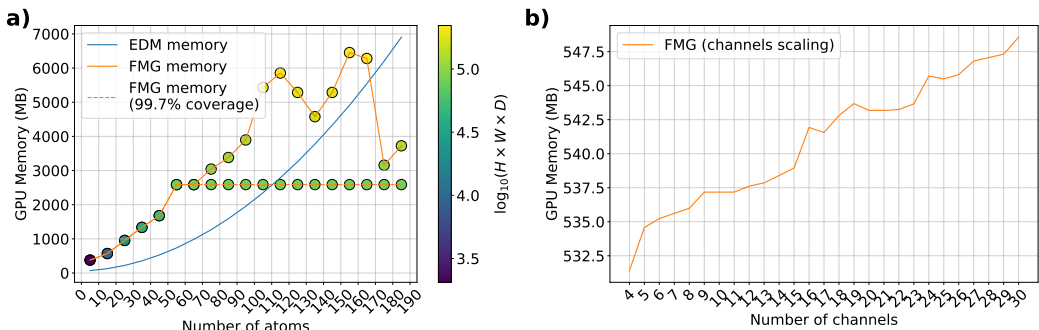 a)
7000
6000
5000
4000
3000
2000
1000
0
GPU Memory (MB)
EDM memory
FMG memory
FMG memory
(99.7% coverage)
0 10 20 30 40 50 60 70 80 90 100 110 120 130 140 150 160 170 180 190
Number of atoms
5.0
4.5
4.0
3.5
log10(H × W × D)
b)
547.5
545.0
542.5
540.0
537.5
535.0
532.5
GPU Memory (MB)
FMG (channels scaling)
4 5 6 7 8 9 10 11 12 13 14 15 16 17 18 19 20 21 22 23 24 25 26 27 28 29 30
Number of channels